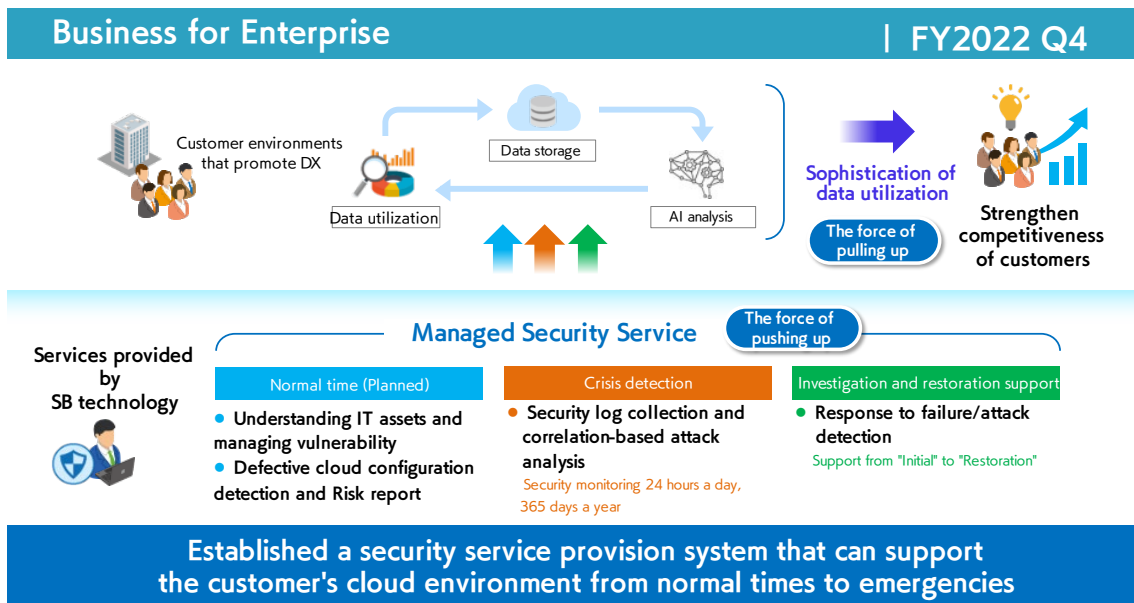 Business for Enterprise
| FY2022 Q4
Customer environments
that promote DX
Data storage
Data utilization
AI analysis
Sophistication of
data utilization
The force of
pulling up
Strengthen
competitiveness
of customers
Services provided
by
SB technology
Managed Security Service
The force of
pushing up
Normal time (Planned)
● Understanding IT assets and
managing vulnerability
● Defective cloud configuration
detection and Risk report
Crisis detection
● Security log collection and
correlation-based attack
analysis
Security monitoring 24 hours a day,
365 days a year
Investigation and restoration support
● Response to failure/attack
detection
Support from "Initial" to "Restoration"
Established a security service provision system that can support
the customer's cloud environment from normal times to emergencies